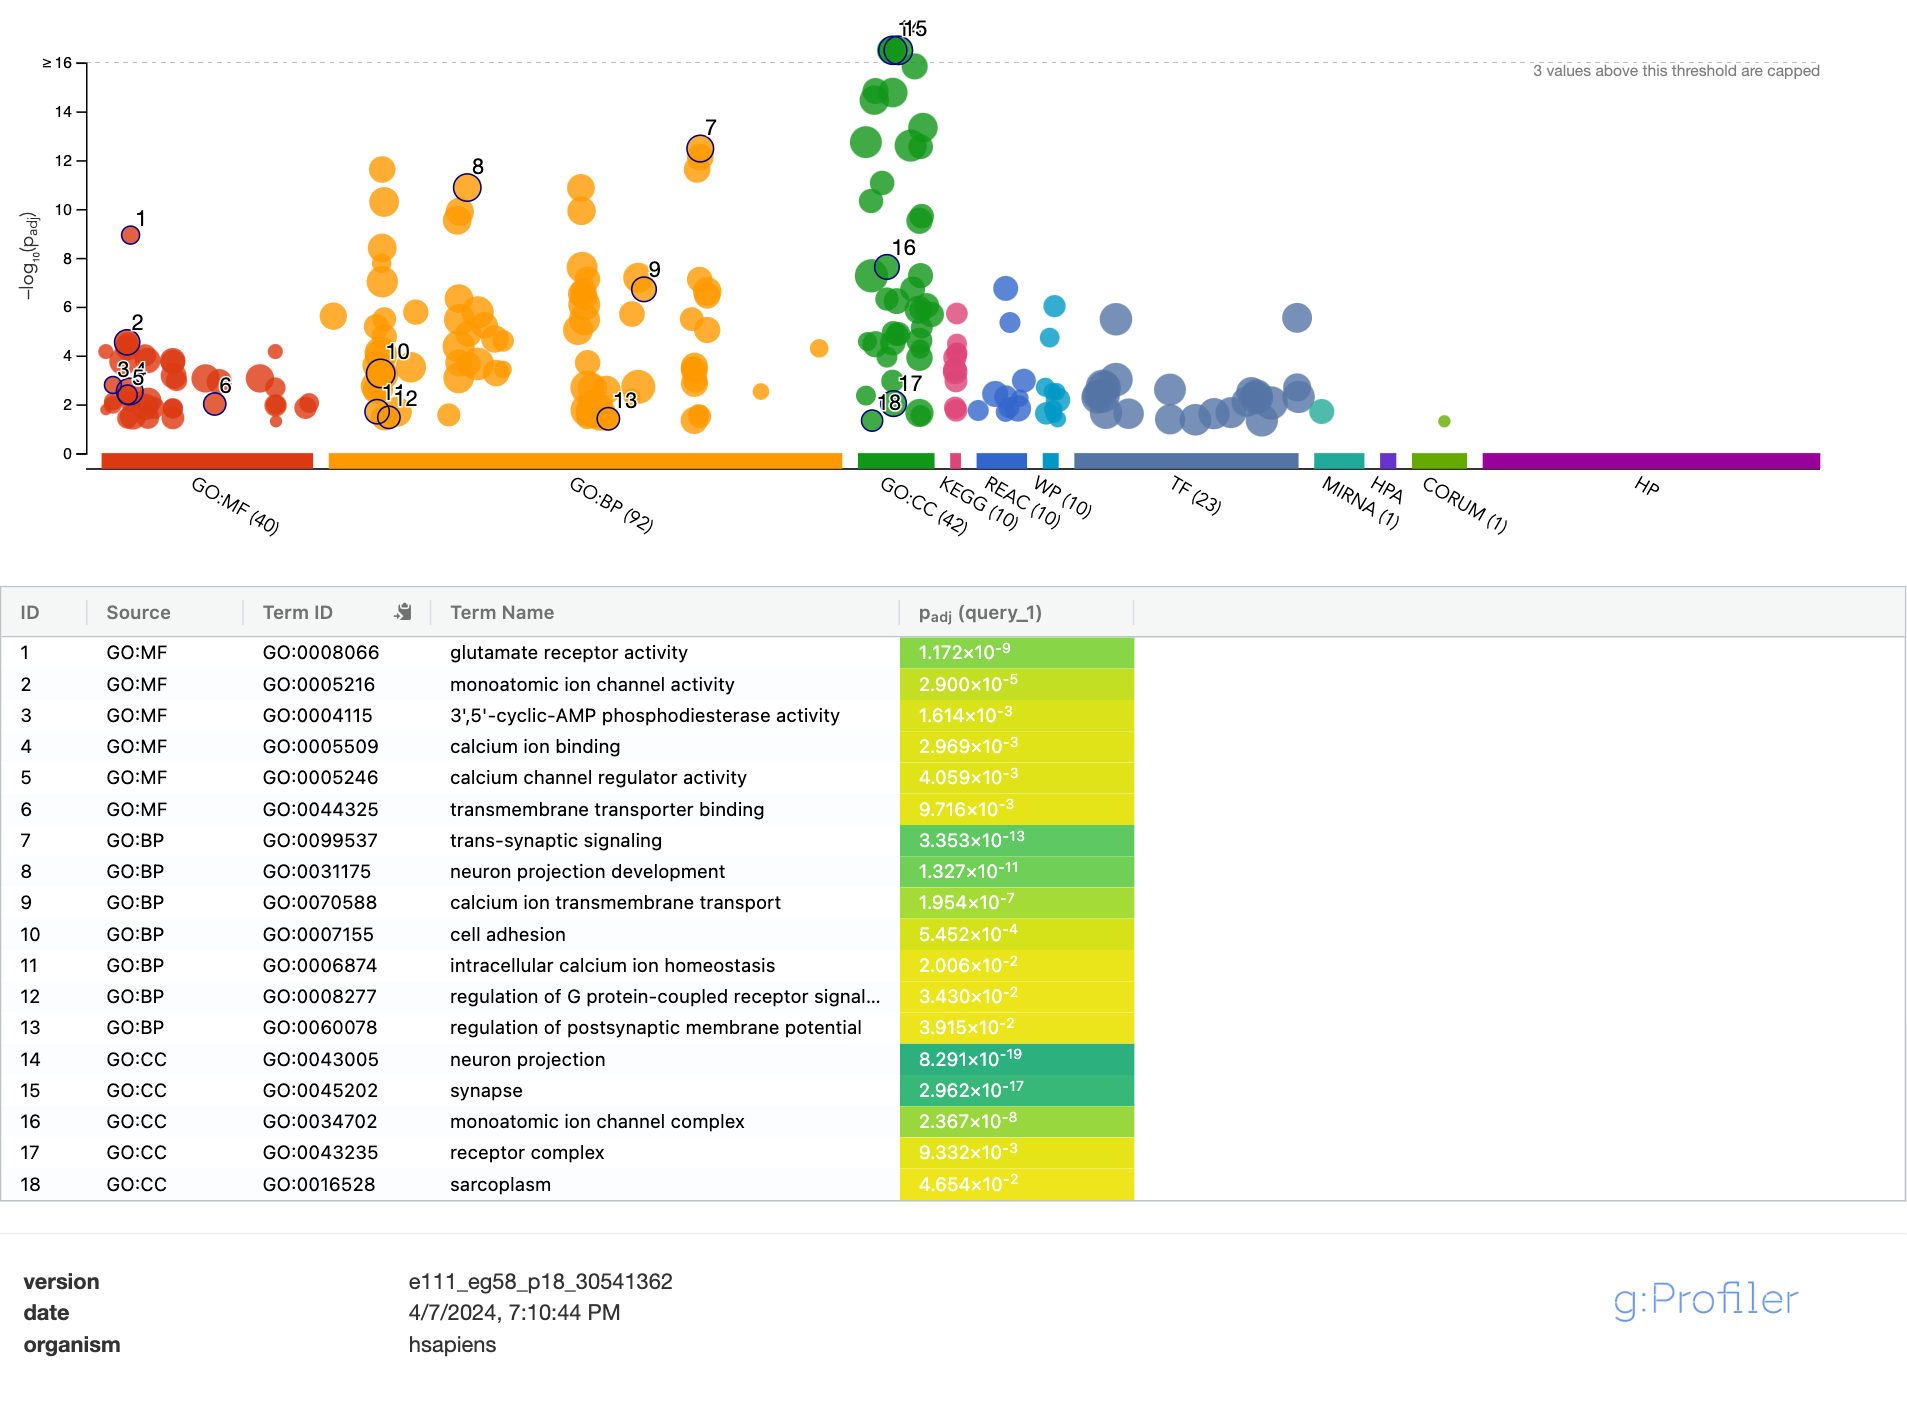 15
≥ 16
3 values above this threshold are capped
14
7
12
8
10
1
−log10(padj)
8
16
9
6
2
4
10
3 4
5
6
17
2
11
12
13
18
0
GO:MF (40)
GO:BP (92)
GO:CC (42)
KEGG (10)
REAC (10)
WP (10)
TF (23)
MIRNA (1)
HPA
CORUM (1)
HP
ID Source Term ID Term Name padj (query_1)
1 GO:MF GO:0008066 glutamate receptor activity 1.172×10-9
2 GO:MF GO:0005216 monoatomic ion channel activity 2.900×10-5
3 GO:MF GO:0004115 3',5'-cyclic-AMP phosphodiesterase activity 1.614×10-3
4 GO:MF GO:0005509 calcium ion binding 2.969×10-3
5 GO:MF GO:0005246 calcium channel regulator activity 4.059×10-3
6 GO:MF GO:0044325 transmembrane transporter binding 9.716×10-3
7 GO:BP GO:0099537 trans-synaptic signaling 3.353×10-13
8 GO:BP GO:0031175 neuron projection development 1.327×10-11
9 GO:BP GO:0070588 calcium ion transmembrane transport 1.954×10-7
10 GO:BP GO:0007155 cell adhesion 5.452×10-4
11 GO:BP GO:0006874 intracellular calcium ion homeostasis 2.006×10-2
12 GO:BP GO:0008277 regulation of G protein-coupled receptor signal... 3.430×10-2
13 GO:BP GO:0060078 regulation of postsynaptic membrane potential 3.915×10-2
14 GO:CC GO:0043005 neuron projection 8.291×10-19
15 GO:CC GO:0045202 synapse 2.962×10-17
16 GO:CC GO:0034702 monoatomic ion channel complex 2.367×10-8
17 GO:CC GO:0043235 receptor complex 9.332×10-3
18 GO:CC GO:0016528 sarcoplasm 4.654×10-2
version e111_eg58_p18_30541362
date 4/7/2024, 7:10:44 PM
organism hsapiens
g:Profiler